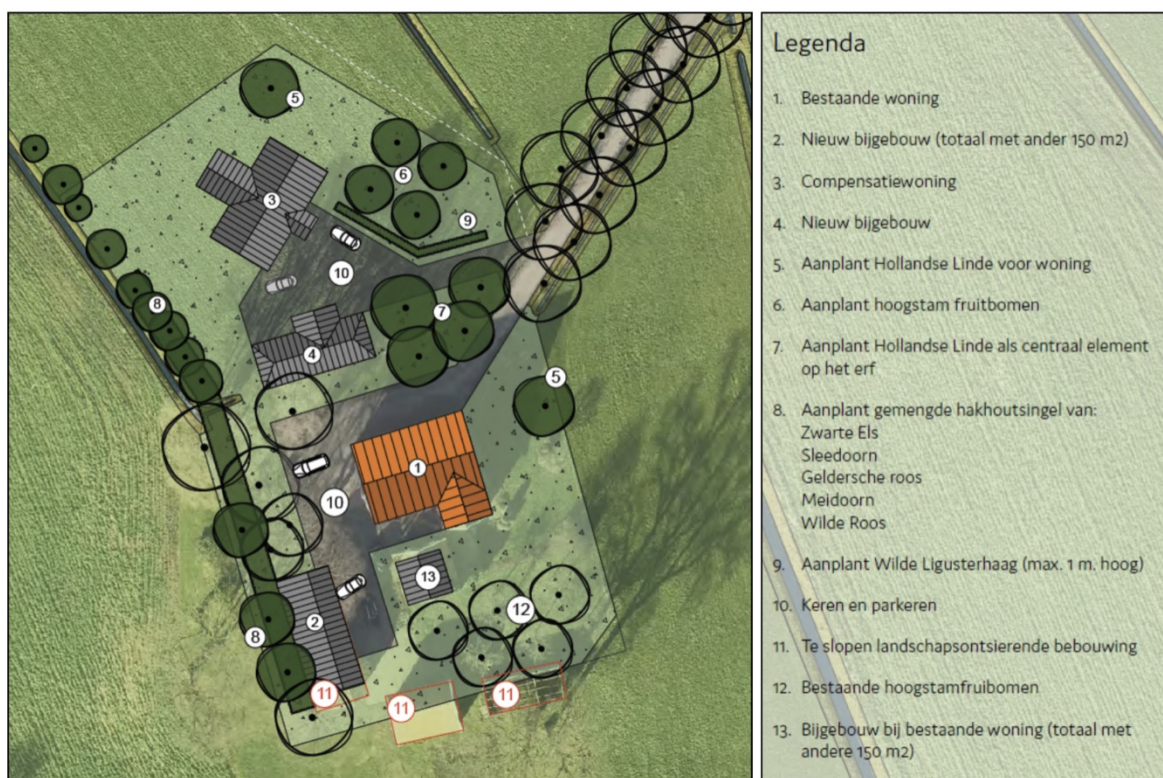 5
6
3
9
10
8
7
4
5
1
10
13
12
2
8
11
11
11
Legenda
1. Bestaande woning
2. Nieuw bijgebouw (totaal met ander 150 m2)
3. Compensatiewoning
4. Nieuw bijgebouw
5. Aanplant Hollandse Linde voor woning
6. Aanplant hoogstam fruitbomen
7. Aanplant Hollandse Linde als centraal element
op het erf
8. Aanplant gemengde hakhoutsingel van:
Zwarte Els
Sleedoorn
Geldersche roos
Meidoorn
Wilde Roos
9. Aanplant Wilde Ligusterhaag (max. 1 m. hoog)
10. Keren en parkeren
11. Te slopen landschapsontsierende bebouwing
12. Bestaande hoogstamfruibomen
13. Bijgebouw bij bestaande woning (totaal met
andere 150 m2)